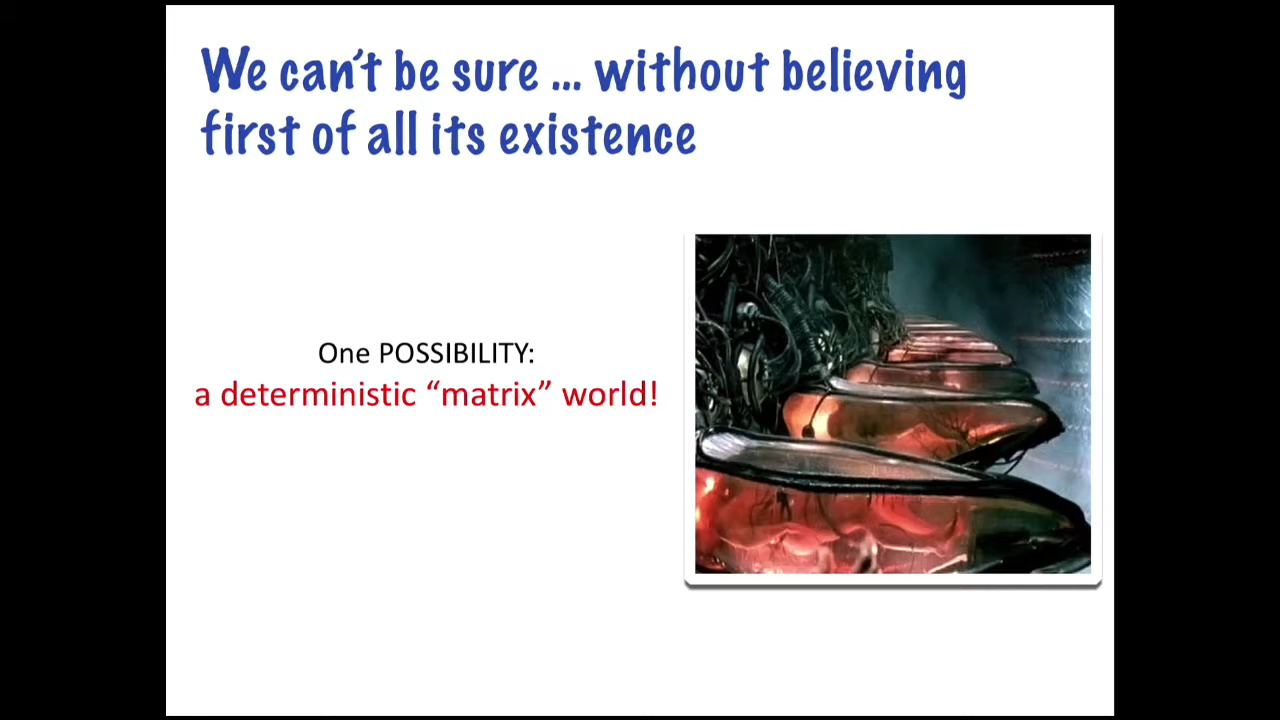 We can't be sure ... without believing
first of all its existence
One POSSIBILITY:
a deterministic “matrix” world!